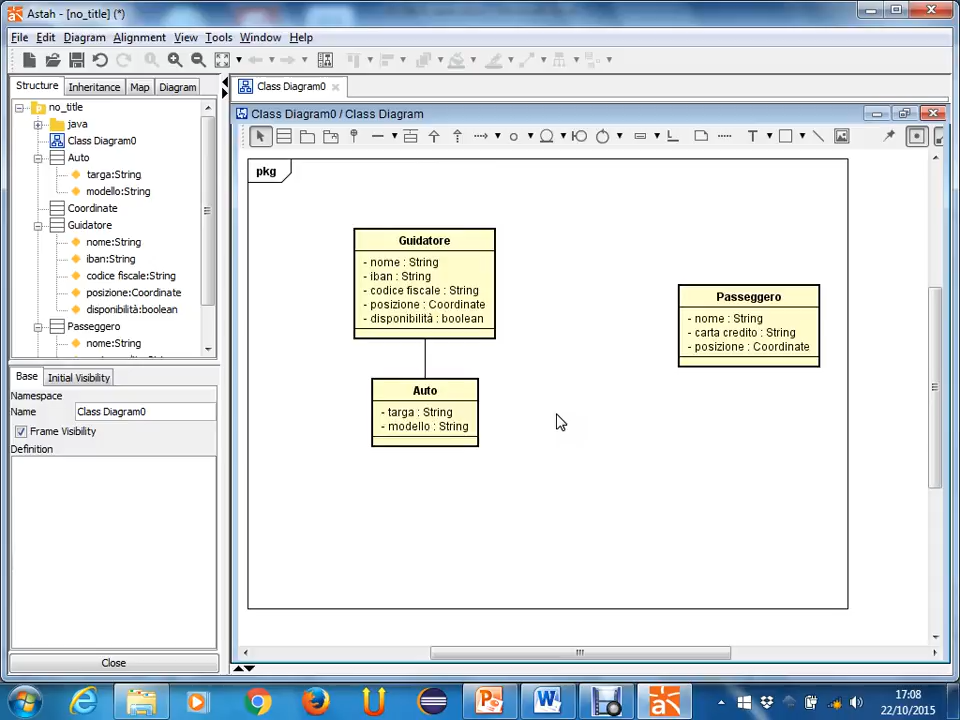 Astah - [no_title] (*)
File Edit Diagram Alignment View Tools Window Help
Structure Inheritance Map Diagram
no_title
java
Class Diagram0
Auto
targa:String
modello:String
Coordinate
Guidatore
nome:String
iban:String
codice fiscale:String
posizione:Coordinate
disponibilità:boolean
Passeggero
nome:String
Base Initial Visibility
Namespace
Name Class Diagram0
Frame Visibility
Definition
Close
Class Diagram0
Class Diagram0 / Class Diagram
pkg
Guidatore
- nome : String
- iban : String
- codice fiscale : String
- posizione : Coordinate
- disponibilità : boolean
Auto
- targa : String
- modello : String
Passeggero
- nome : String
- carta credito : String
- posizione : Coordinate
17:08
22/10/2015